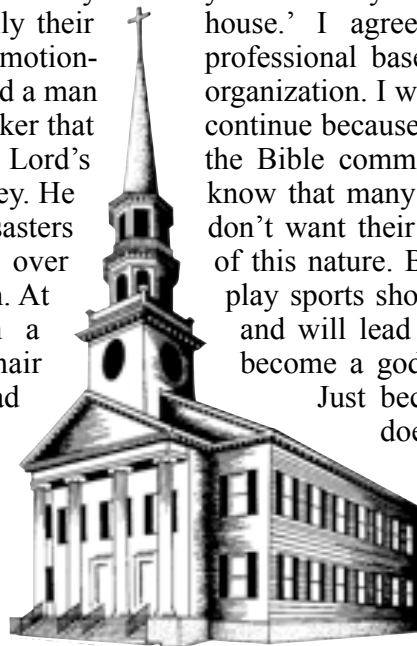 ly their
motion-
d a man
ker that
Lord’s
ey. He
sasters
over
n. At
a
hair
ad
house.’ I agree
professional base
organization. I w
continue because
the Bible comm
know that many
don’t want their
of this nature. B
play sports sho
and will lead
become a god
Just bec
doe